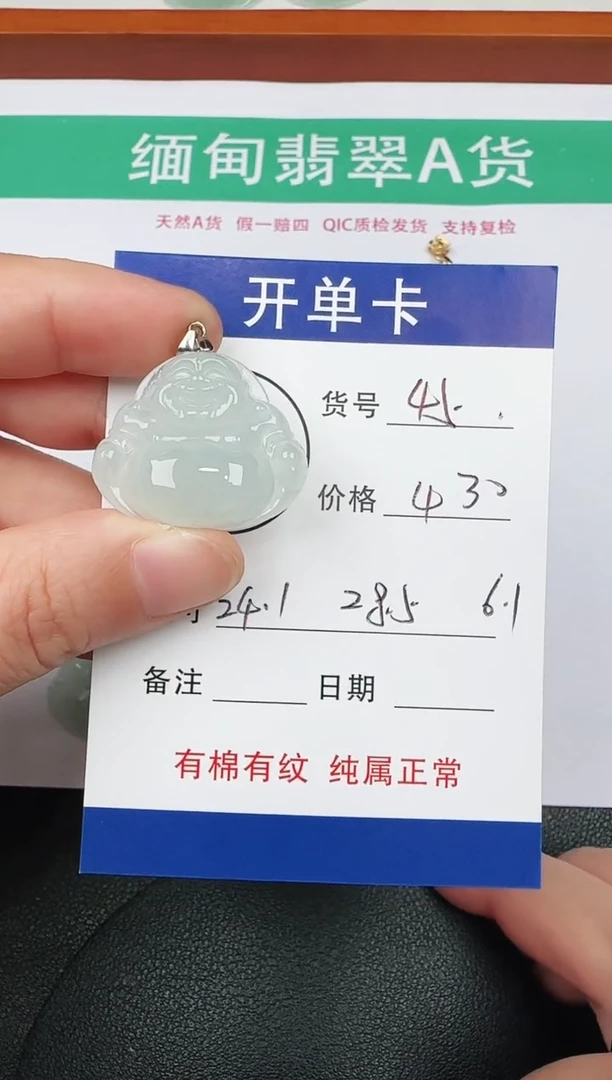 缅甸翡翠A货
天然A货 假一赔四 QIC质检发货 支持复检
开单卡
货号 45
价格 430
寸 24.1 28.5 6.1
备注 日期
有棉有纹 纯属正常